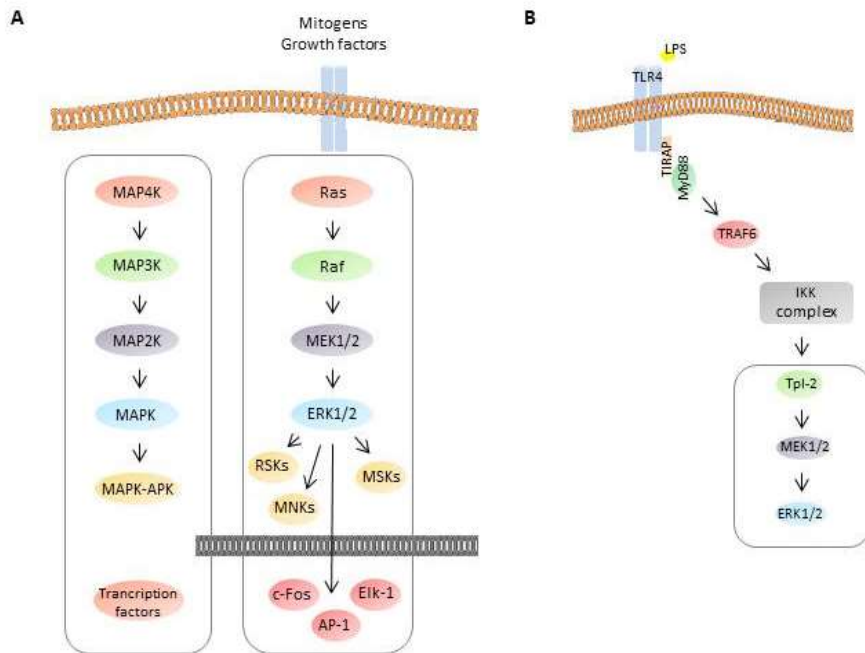 A
Mitogens
Growth factors
MAP4K
MAP3K
MAP2K
MAPK
MAPK-APK
Trancription
factors
Ras
Raf
MEK1/2
ERK1/2
RSKs
MNKs
MSKs
c-Fos
Elk-1
AP-1
B
LPS
TLR4
TIRAP
MyD88
TRAF6
IKK
complex
Tpl-2
MEK1/2
ERK1/2